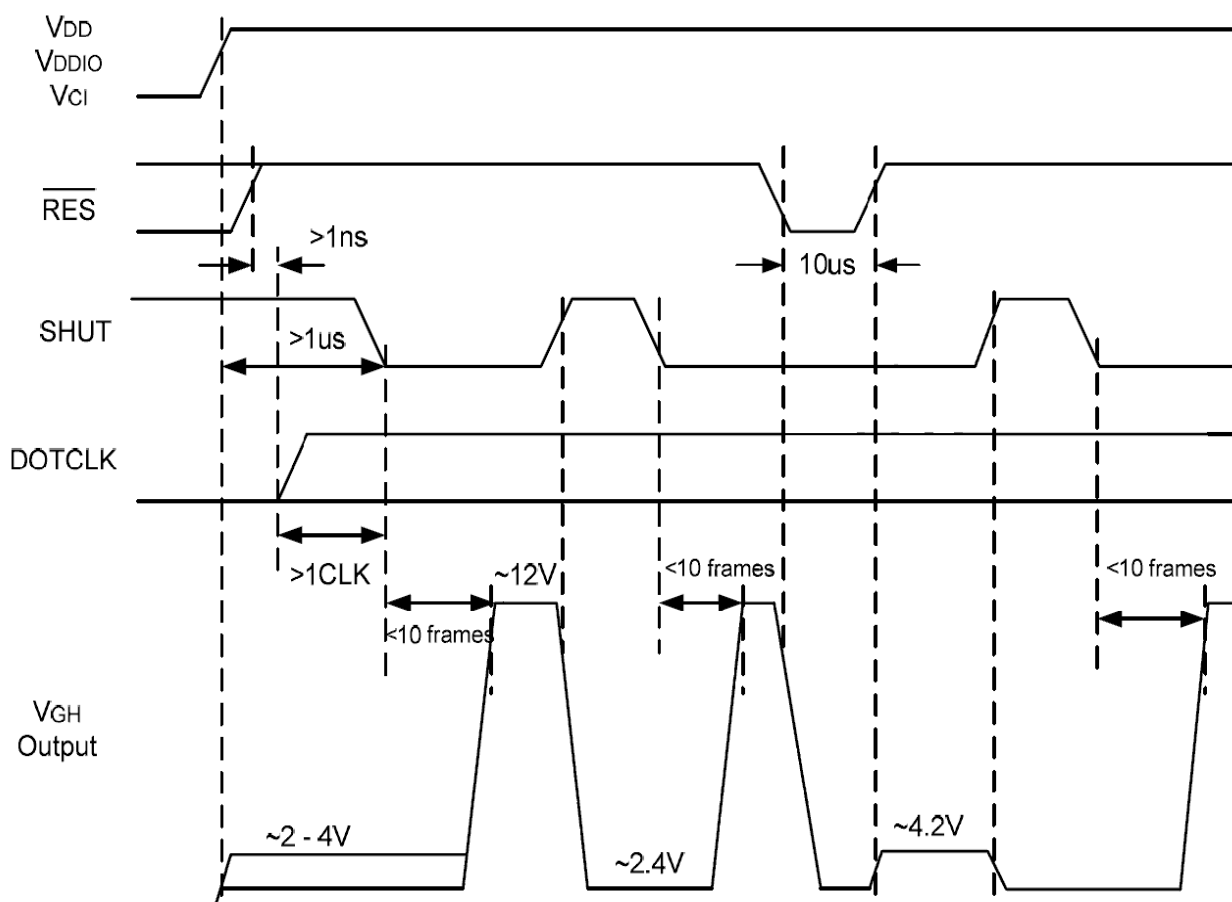 VDD
VDDIO
VCI
RES
>1ns
10us
SHUT
>1us
DOTCLK
>1CLK
~12V
<10 frames
<10 frames
<10 frames
VGH
Output
~2 - 4V
~2.4V
~4.2V